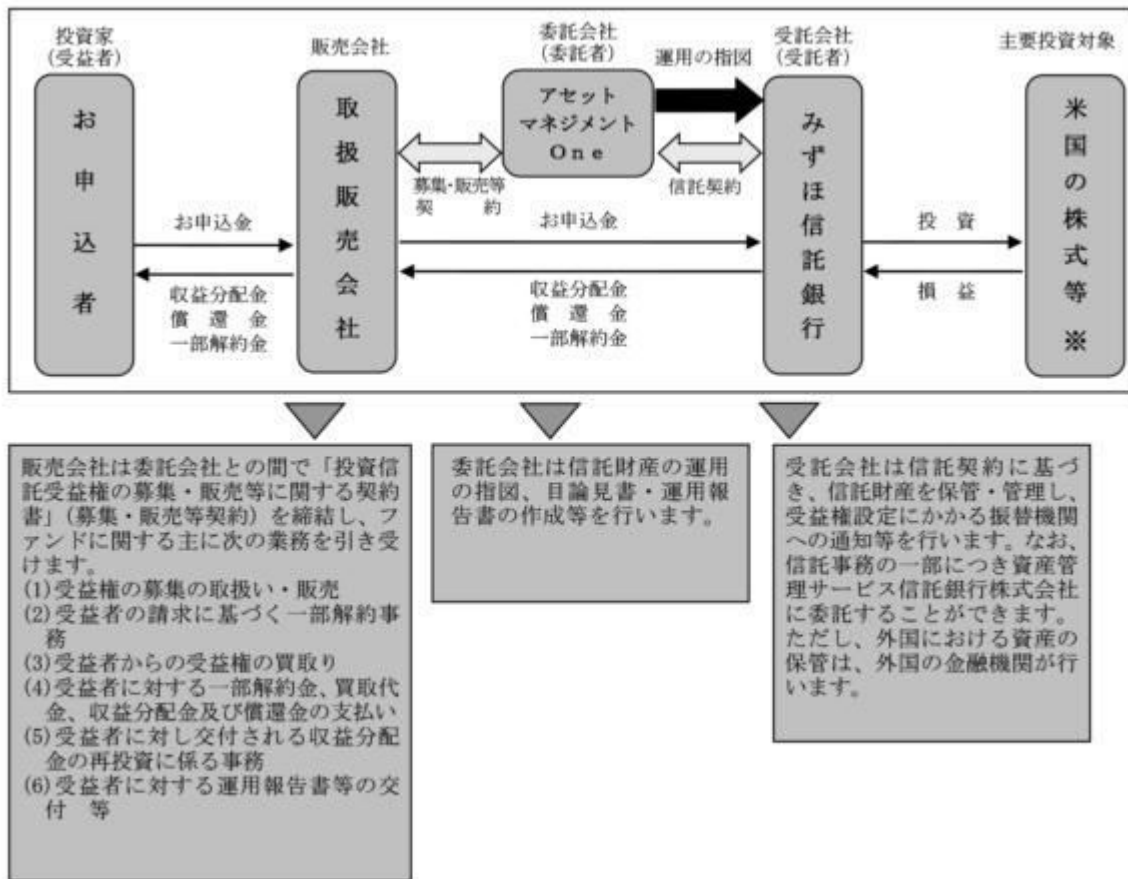 投資家
(受益者)
お申込者
販売会社
取扱販売会社
委託会社
(委託者)
アセット
マネジメント
One
運用の指図
受託会社
(受託者)
みずほ信託銀行
主要投資対象
米国の株式等 ※
募集・販売等
契　約
信託契約
お申込金
収益分配金
償　還　金
一部解約金
お申込金
収益分配金
償　還　金
一部解約金
投　資
損　益
販売会社は委託会社との間で「投資信
託受益権の募集・販売等に関する契約
書」(募集・販売等契約)を締結し、フ
ァンドに関する主に次の業務を引き受
けます。
(1)受益権の募集の取扱い・販売
(2)受益者の請求に基づく一部解約事
務
(3)受益者からの受益権の買取り
(4)受益者に対する一部解約金、買取代
金、収益分配金及び償還金の支払い
(5)受益者に対し交付される収益分配
金の再投資に係る事務
(6)受益者に対する運用報告書等の交
付　等
委託会社は信託財産の運用
の指図、目論見書・運用報
告書の作成等を行います。
受託会社は信託契約に基づ
き、信託財産を保管・管理し、
受益権設定にかかる振替機関
への通知等を行います。なお、
信託事務の一部につき資産管
理サービス信託銀行株式会社
に委託することができます。
ただし、外国における資産の
保管は、外国の金融機関が行
います。